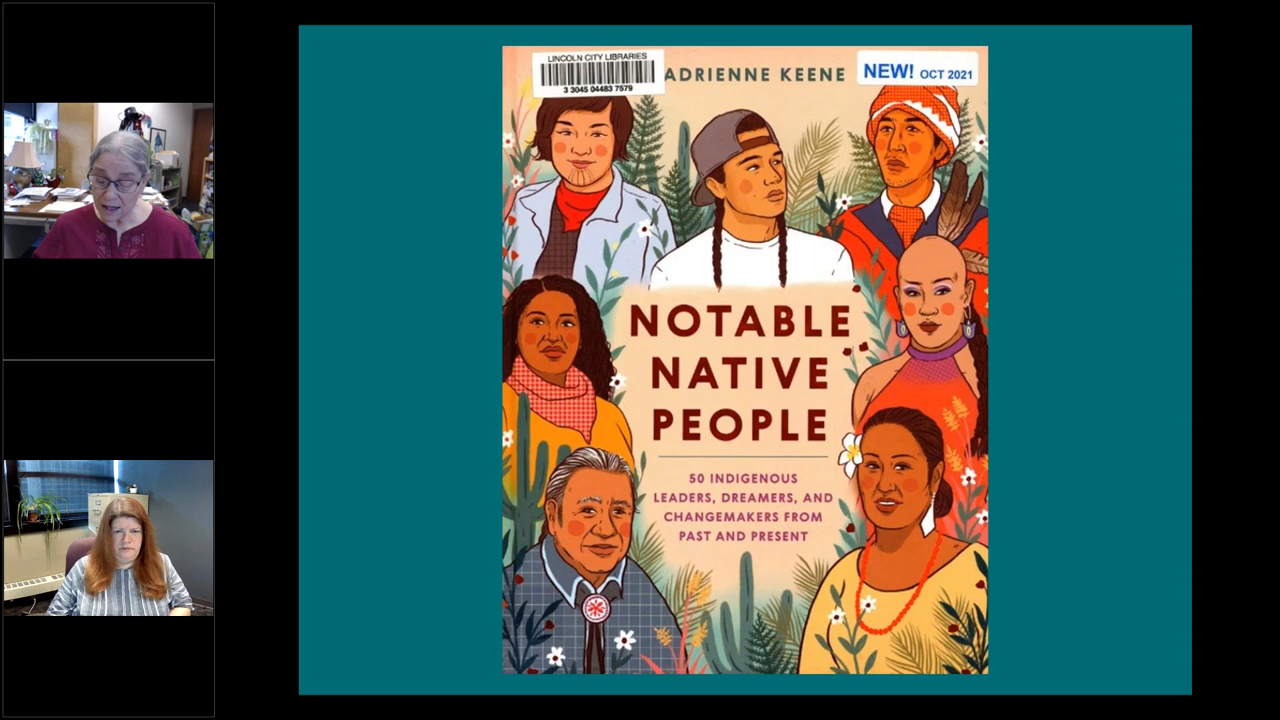 LINCOLN CITY LIBRARIES
3 3045 04483 7579
ADRIENNE KEENE
NEW! OCT 2021
NOTABLE
NATIVE
PEOPLE
50 INDIGENOUS
LEADERS, DREAMERS, AND
CHANGEMAKERS FROM
PAST AND PRESENT